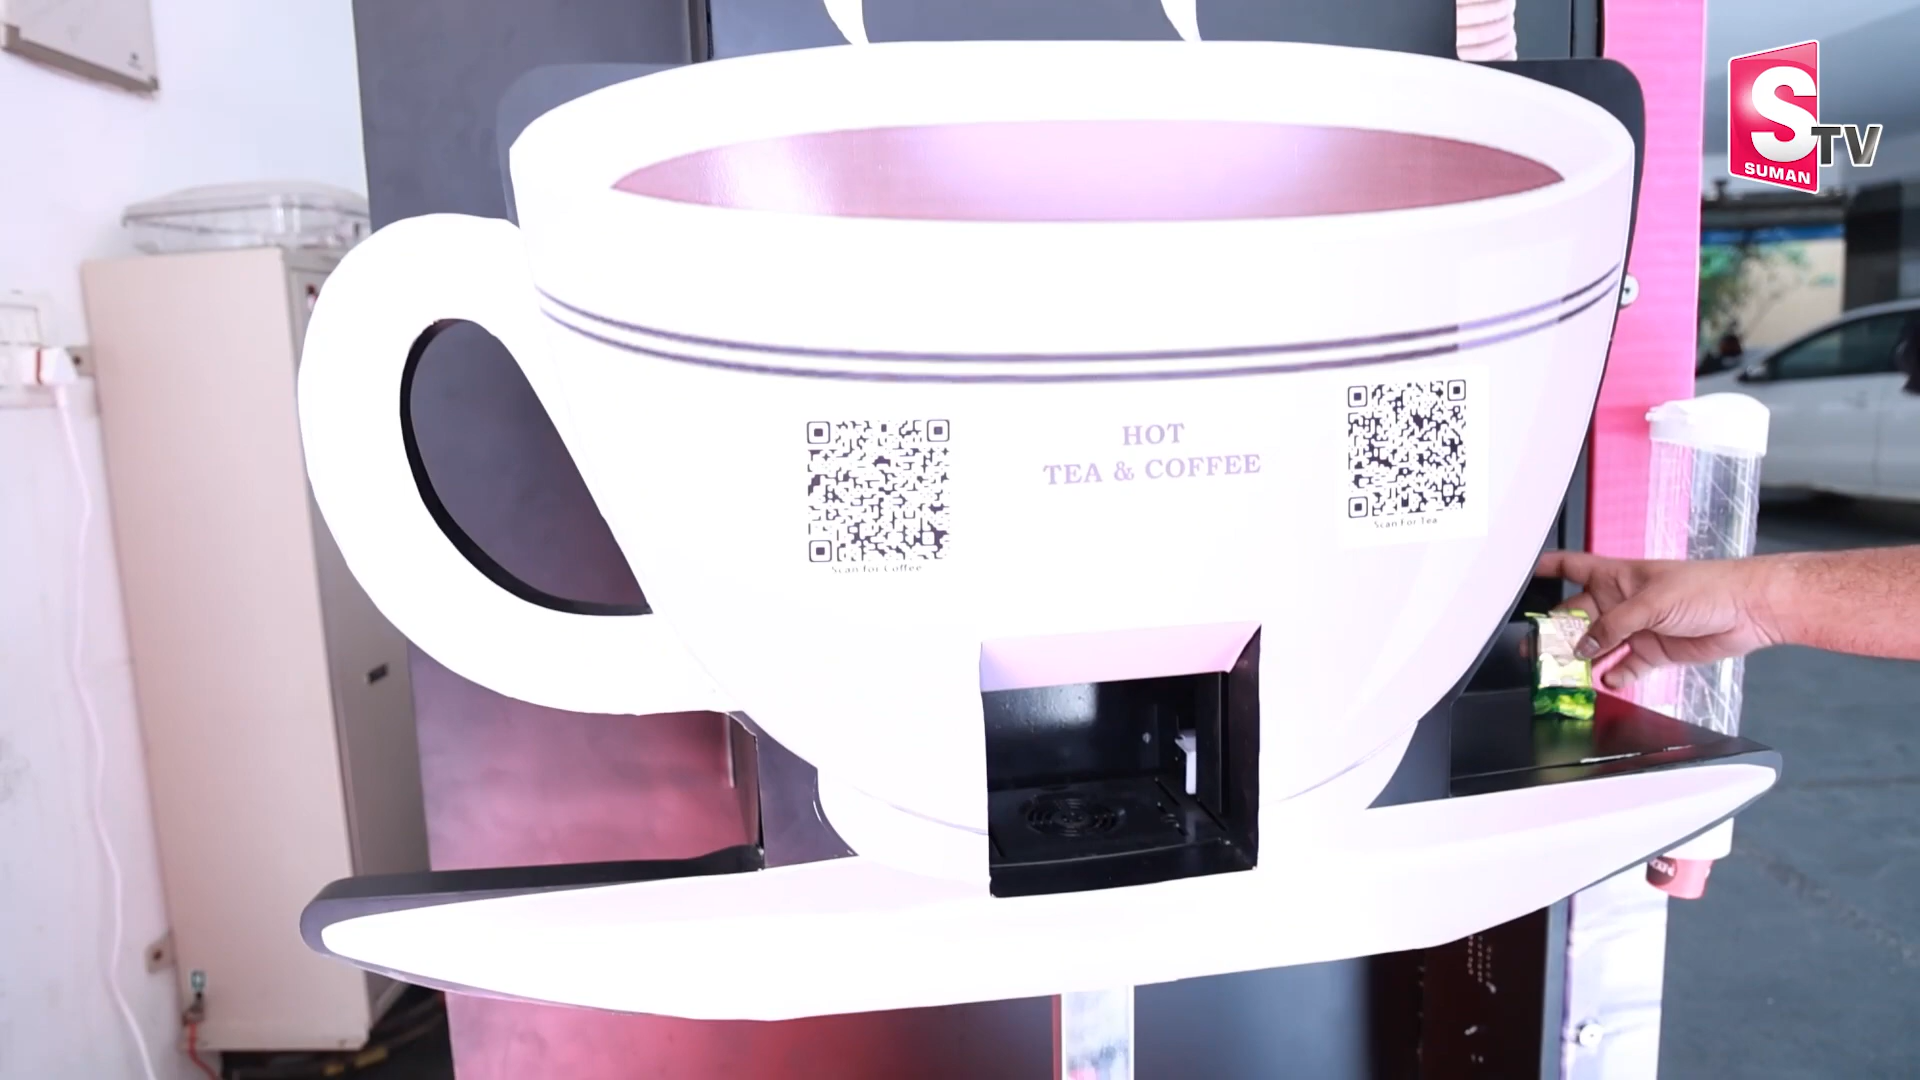 S
TV
SUMAN
HOT
TEA & COFFEE
Scan for Coffee
Scan For Tea